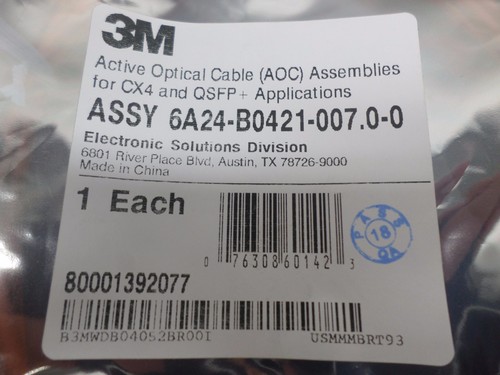 3M
Active Optical Cable (AOC) Assemblies
for CX4 and QSFP+ Applications
ASSY 6A24-B0421-007.0-0
Electronic Solutions Division
6801 River Place Blvd, Austin, TX 78726-9000
Made in China
1 Each
PASS
18
QA
0 76308 60142 3
80001392077
B3MWDB04052BR00I
USMMMBRT93